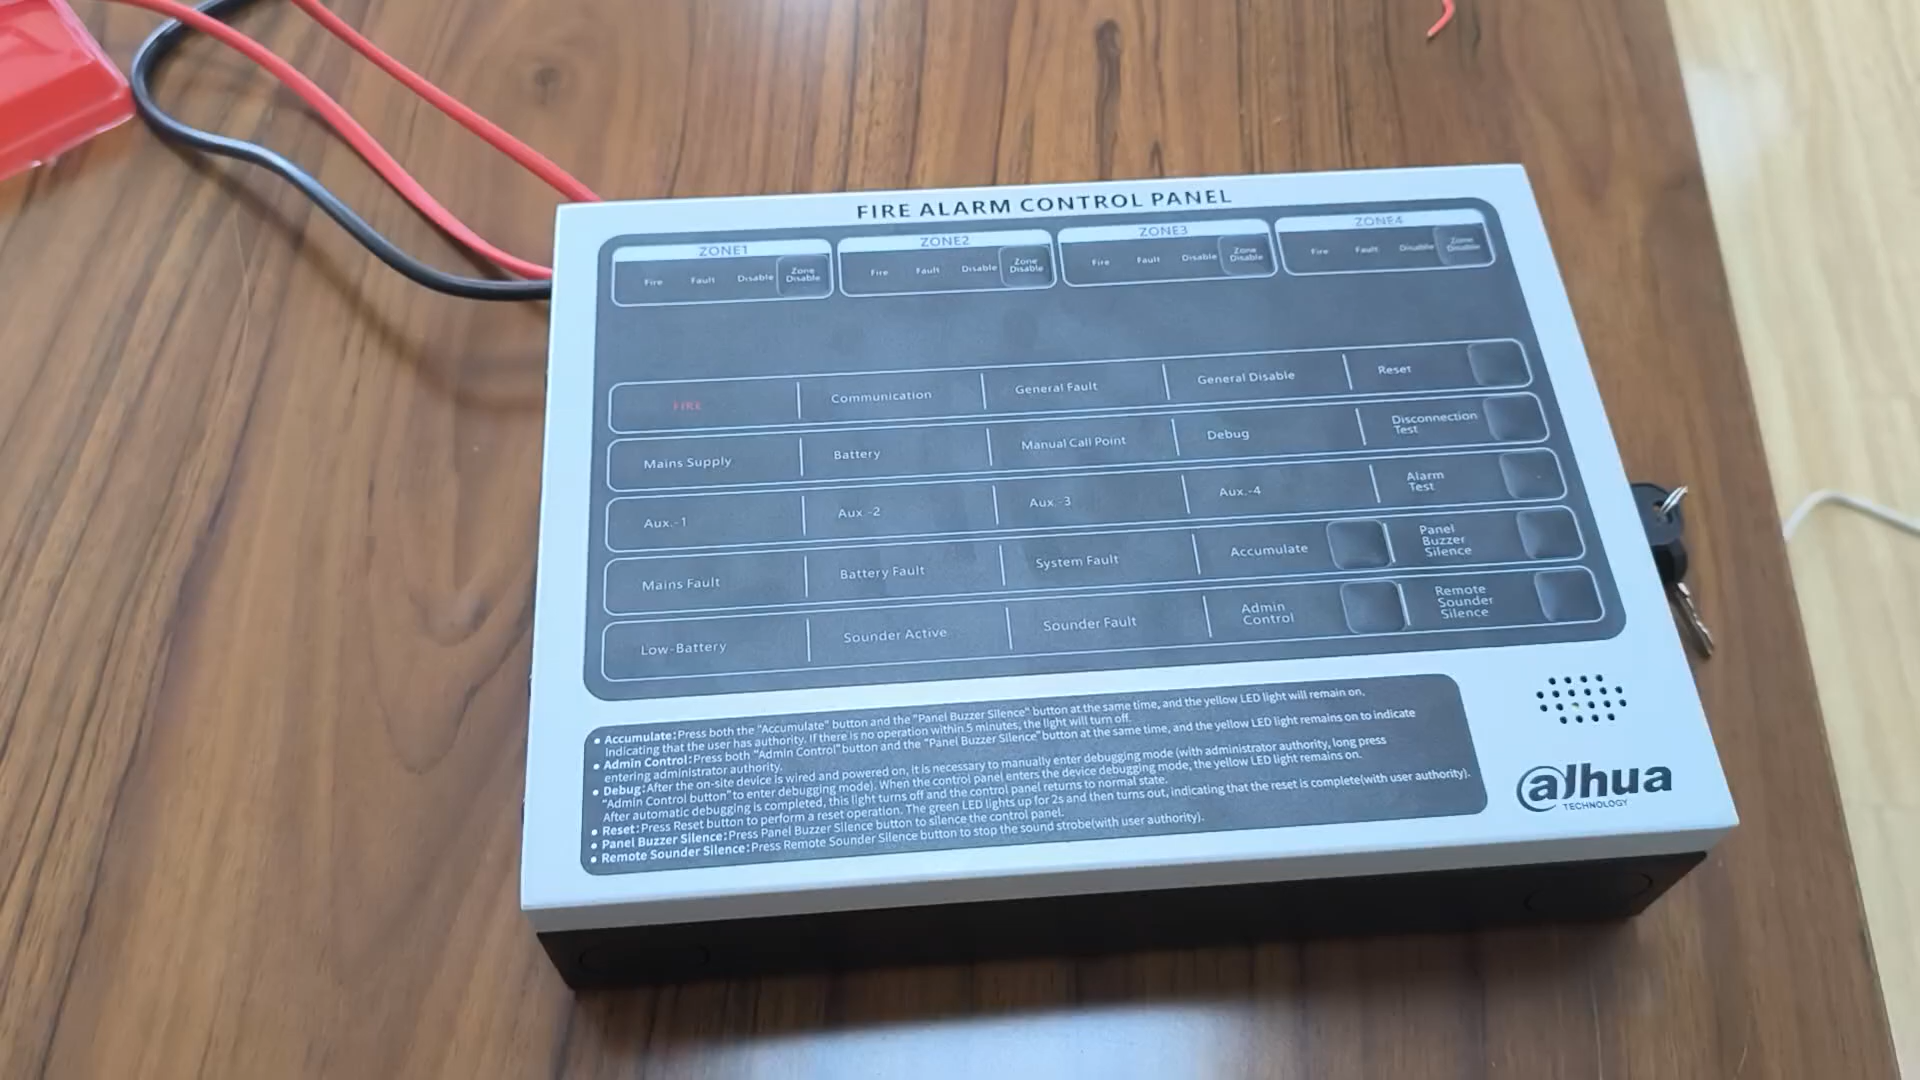 FIRE ALARM CONTROL PANEL
ZONE1 ZONE2 ZONE3 ZONE4
Fire Fault Disable Zone Disable Fire Fault Disable Zone Disable Fire Fault Disable Zone Disable Fire Fault Disable Zone Disable
FIRE Communication General Fault General Disable Reset
Mains Supply Battery Manual Call Point Debug Disconnection Test
Aux.-1 Aux.-2 Aux.-3 Aux.-4 Alarm Test
Mains Fault Battery Fault System Fault Accumulate Panel Buzzer Silence
Low-Battery Sounder Active Sounder Fault Admin Control Remote Sounder Silence
• Accumulate:Press both the "Accumulate" button and the "Panel Buzzer Silence" button at the same time, and the yellow LED light will remain on,
Indicating that the user has authority. If there is no operation within 5 minutes, the light will turn off.
• Admin Control:Press both "Admin Control"button and the "Panel Buzzer Silence"button at the same time, and the yellow LED light remains on to indicate
entering administrator authority.
• Debug:After the on-site device is wired and powered on, it is necessary to manually enter debugging mode (with administrator authority, long press
"Admin Control button" to enter debugging mode). When the control panel enters the device debugging mode, the yellow LED light remains on.
After automatic debugging is completed, this light turns off and the control panel returns to normal state.
• Reset:Press Reset button to perform a reset operation. The green LED lights up for 2s and then turns out, indicating that the reset is complete(with user authority).
• Panel Buzzer Silence:Press Panel Buzzer Silence button to silence the control panel.
• Remote Sounder Silence:Press Remote Sounder Silence button to stop the sound strobe(with user authority).
alhua
TECHNOLOGY